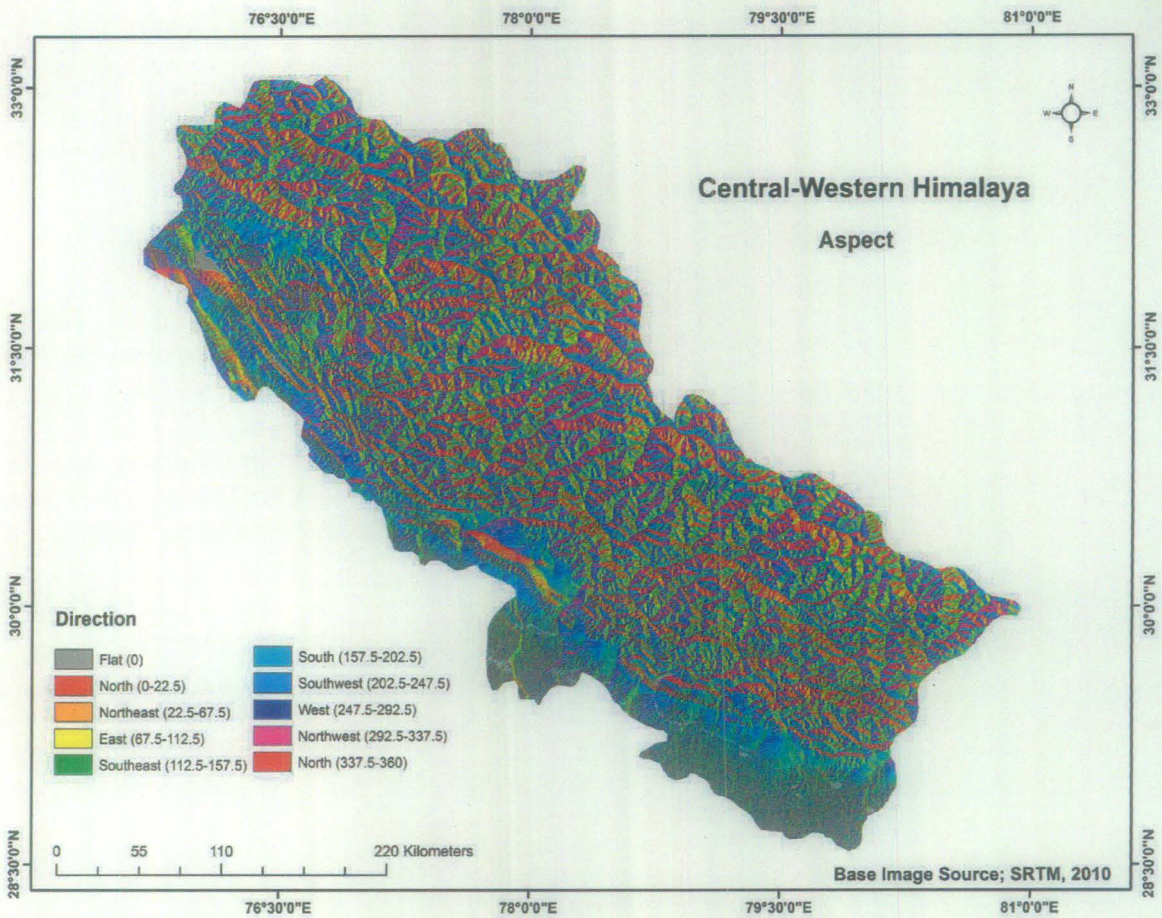 76°30'0"E 78°0'0"E 79°30'0"E 81°0'0"E
33°0'0"N
33°0'0"N
N
W E
S
Central-Western Himalaya
Aspect
31°30'0"N
31°30'0"N
30°0'0"N
30°0'0"N
Direction
Flat (0)
North (0-22.5)
Northeast (22.5-67.5)
East (67.5-112.5)
Southeast (112.5-157.5)
South (157.5-202.5)
Southwest (202.5-247.5)
West (247.5-292.5)
Northwest (292.5-337.5)
North (337.5-360)
0 55 110 220 Kilometers
Base Image Source; SRTM, 2010
28°30'0"N
28°30'0"N
76°30'0"E 78°0'0"E 79°30'0"E 81°0'0"E